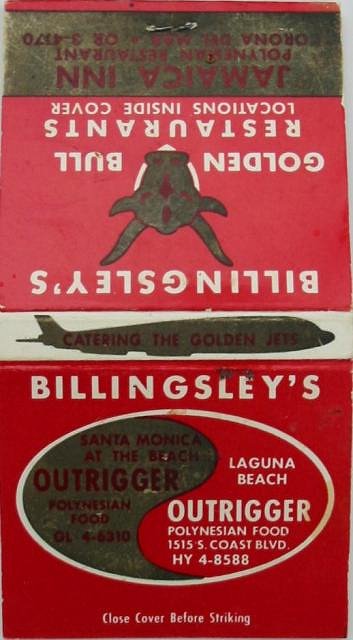 JAMAICA INN
POLYNESIAN RESTAURANT
CORONA DEL MAR • OR 3-4170
BILLINGSLEY'S
GOLDEN BULL
RESTAURANTS
LOCATIONS INSIDE COVER
CATERING THE GOLDEN JETS
BILLINGSLEY'S
SANTA MONICA
AT THE BEACH
OUTRIGGER
POLYNESIAN
FOOD
GL 4-6310
LAGUNA
BEACH
OUTRIGGER
POLYNESIAN FOOD
1515 S. COAST BLVD.
HY 4-8588
Close Cover Before Striking